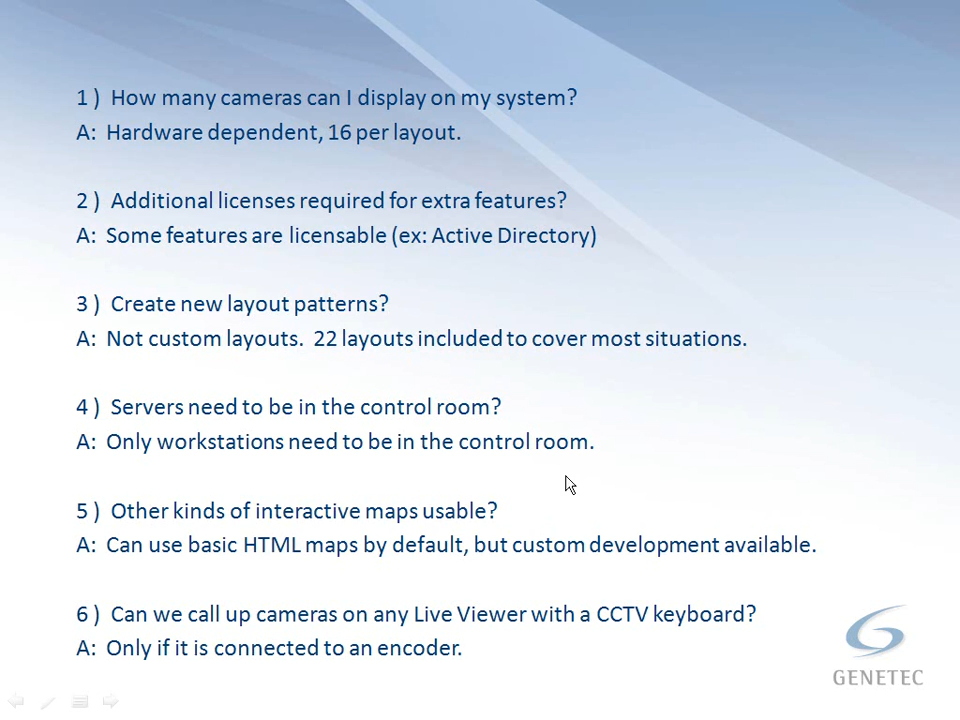 1 )  How many cameras can I display on my system?
A:  Hardware dependent, 16 per layout.
2 )  Additional licenses required for extra features?
A:  Some features are licensable (ex: Active Directory)
3 )  Create new layout patterns?
A:  Not custom layouts.  22 layouts included to cover most situations.
4 )  Servers need to be in the control room?
A:  Only workstations need to be in the control room.
5 )  Other kinds of interactive maps usable?
A:  Can use basic HTML maps by default, but custom development available.
6 )  Can we call up cameras on any Live Viewer with a CCTV keyboard?
A:  Only if it is connected to an encoder.
GENETEC